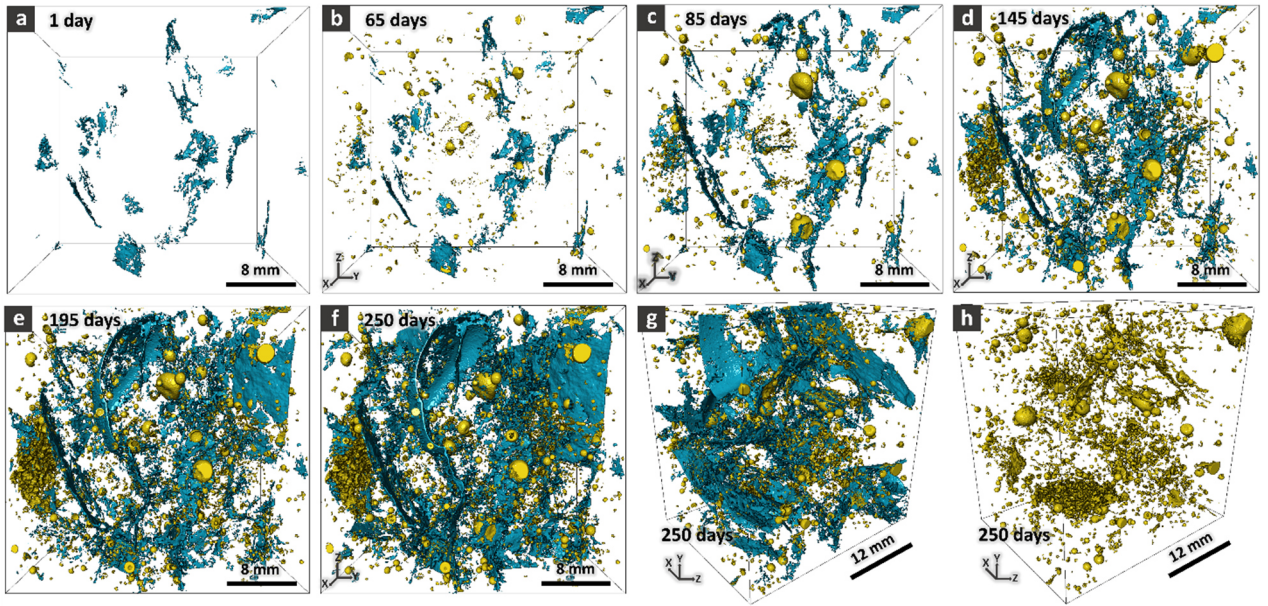 a 1 day
8 mm
b 65 days
Z
X Y
8 mm
c 85 days
Z
X Y
8 mm
d 145 days
Z
X Y
8 mm
e 195 days
8 mm
f 250 days
Z
X Y
8 mm
g
250 days
Y
X Z
12 mm
h
250 days
Y
X Z
12 mm